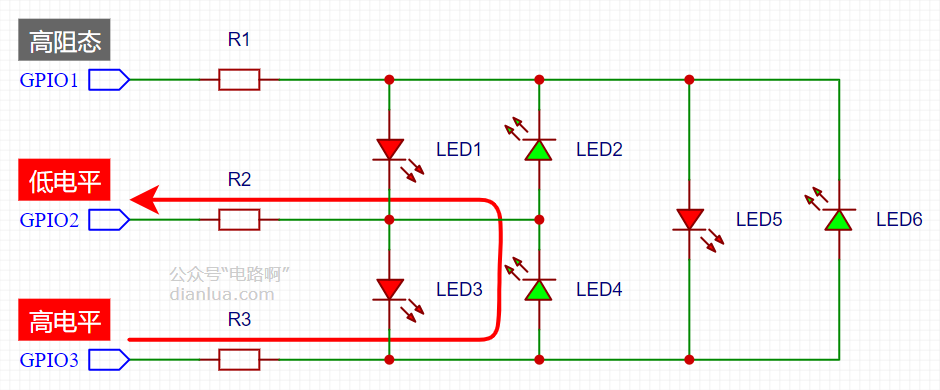 高阻态
R1
GPIO1
LED1
LED2
低电平
R2
GPIO2
LED5
LED6
公众号“电路啊”
dianlua.com
LED3
LED4
高电平
R3
GPIO3